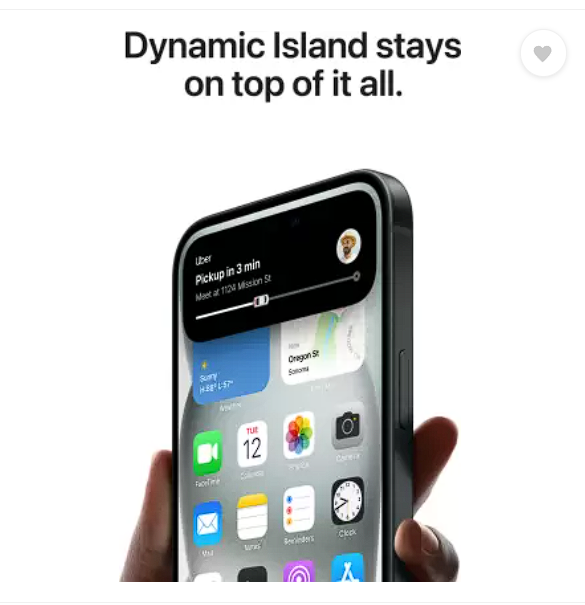 Dynamic Island stays
on top of it all.
Uber
Pickup in 3 min
Meet at 1124 Mission St
Sunny
H:68° L:57°
Oregon St
Sonoma
Weather
TUE
12
FaceTime
Calendar
Photos
Camera
Mail
Notes
Reminders
Clock